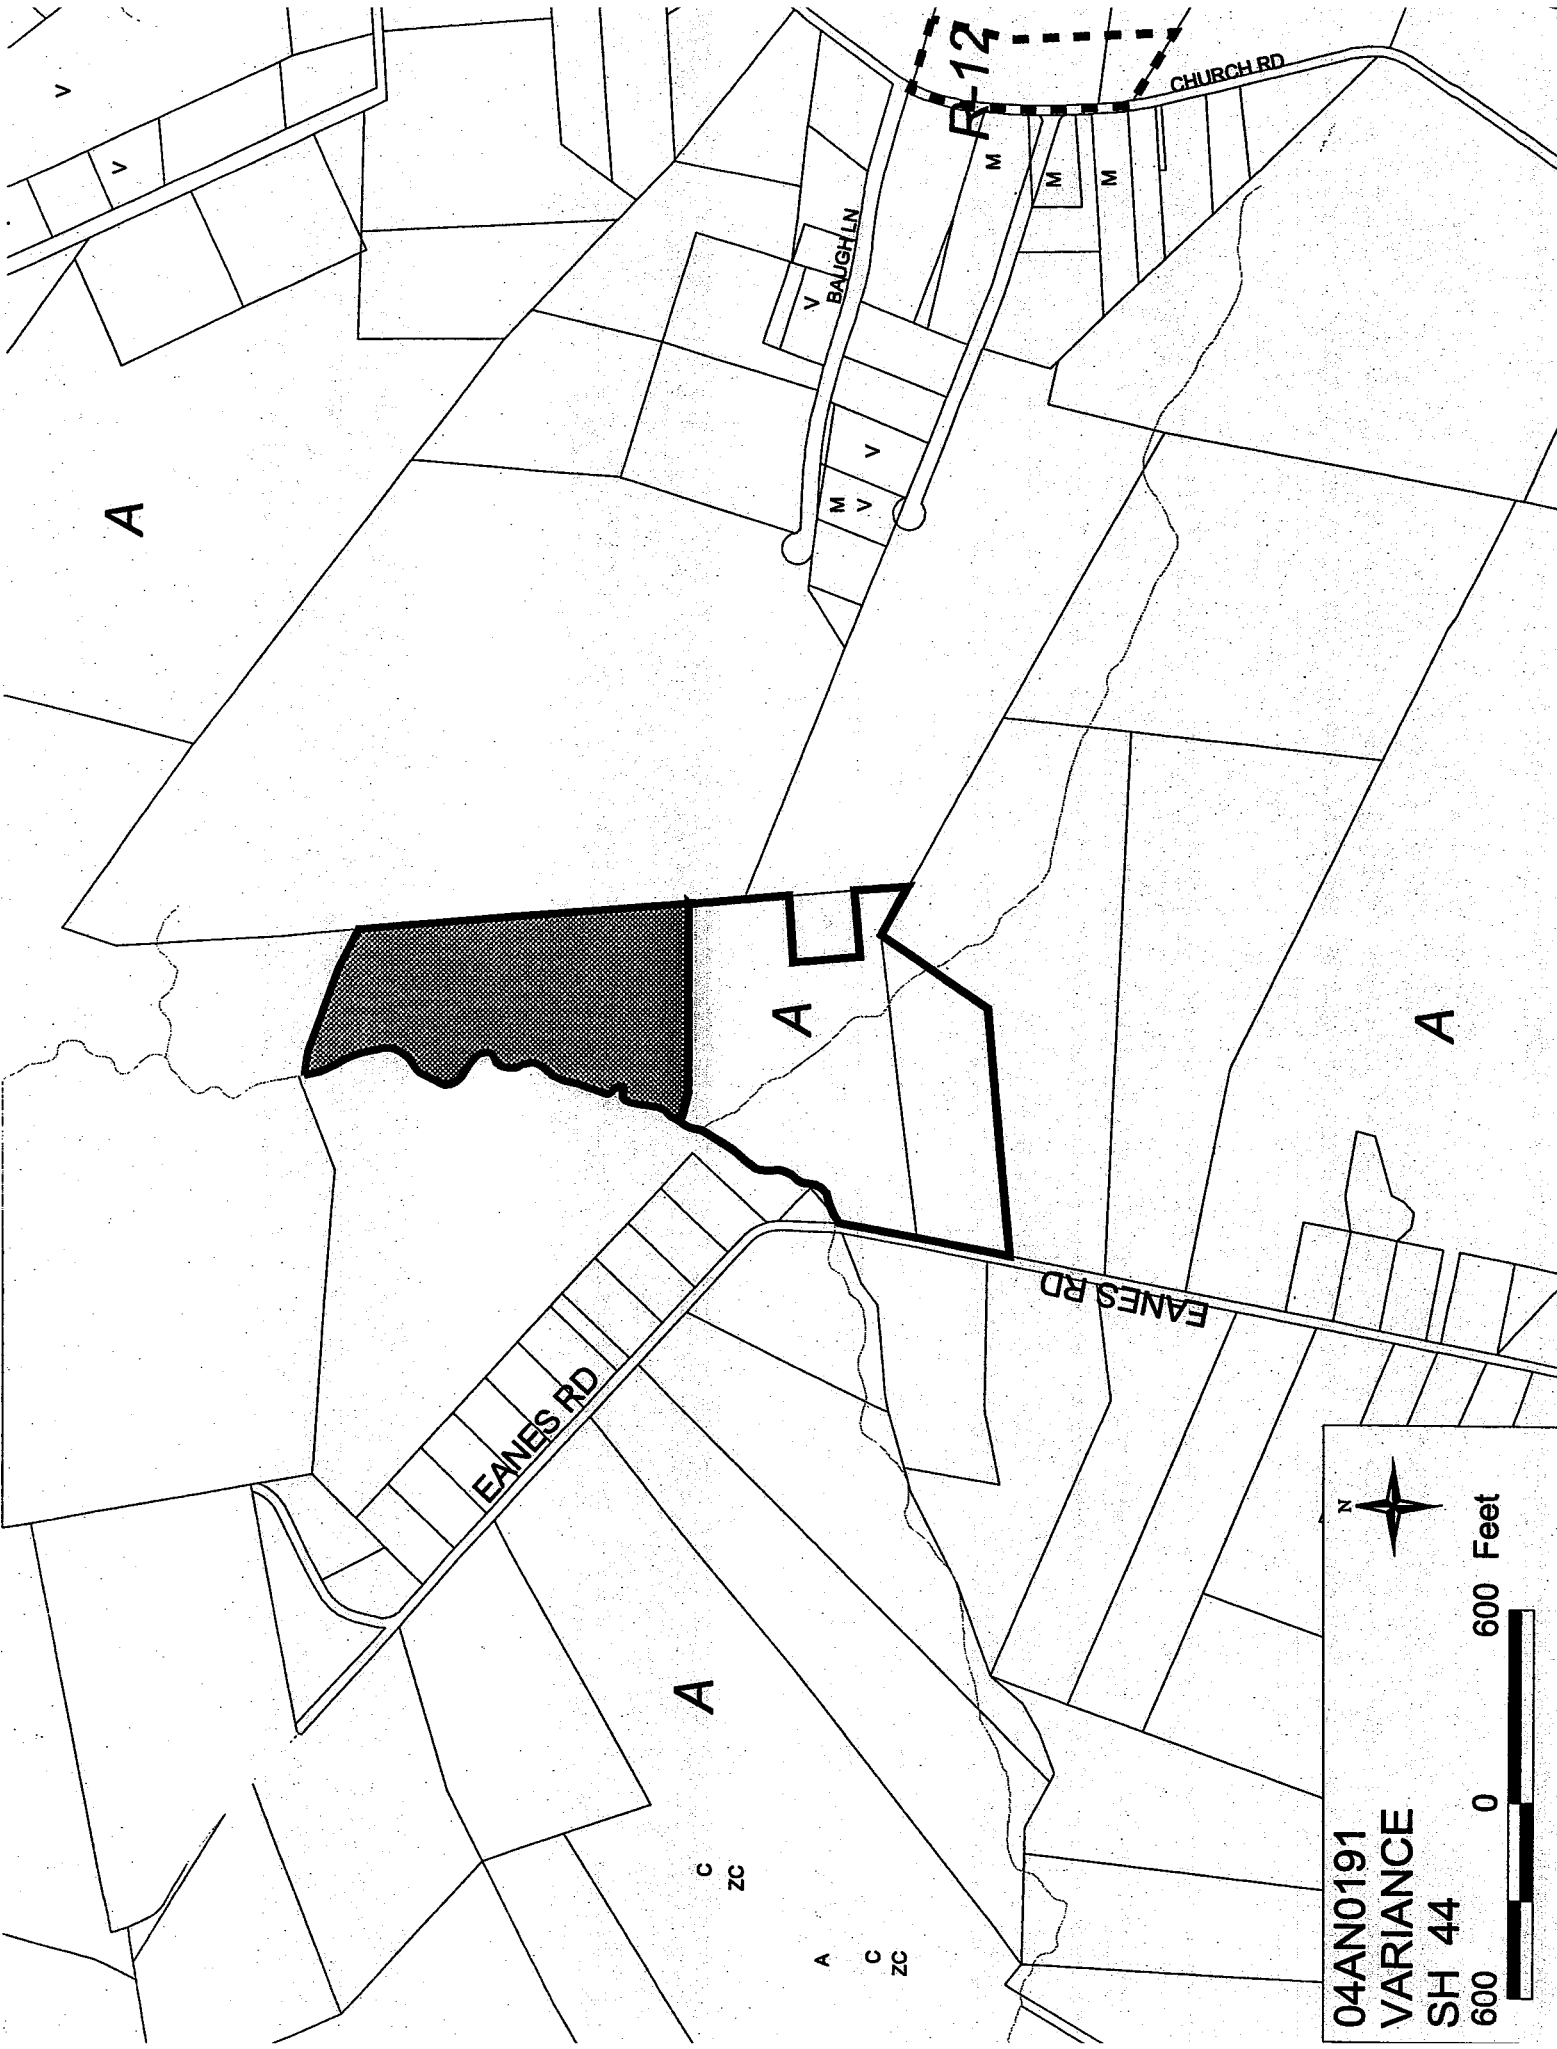 V
V
A
R-12
CHURCH RD
M
M
M
BAUGH LN
V
V
M
V
A
A
EANES RD
EANES RD
A
C
ZC
A
C
ZC
04AN0191
VARIANCE
SH 44
600 0 600 Feet
N